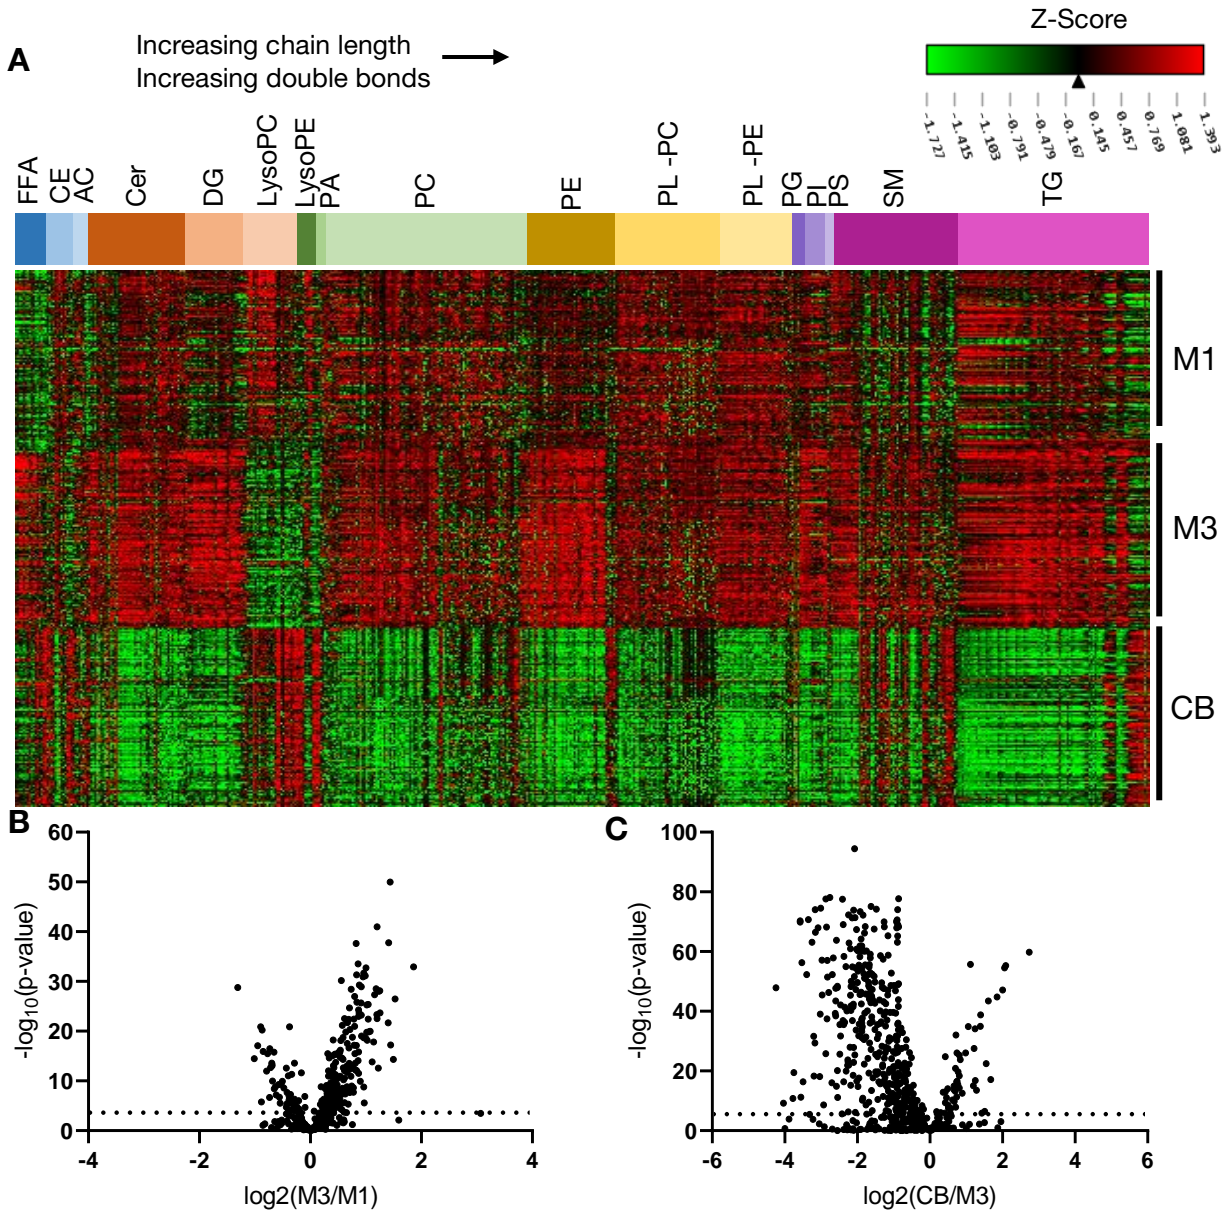 A
Increasing chain length
Increasing double bonds
Z-Score
-1.727
-1.415
-1.103
-0.791
-0.479
-0.167
0.145
0.457
0.769
1.081
1.393
FFA
CE
AC
Cer
DG
LysoPC
LysoPE
PA
PC
PE
PL -PC
PL -PE
PG
PI
PS
SM
TG
M1
M3
CB
B
60
50
40
30
20
10
0
-log10(p-value)
-4
-2
0
2
4
log2(M3/M1)
C
100
80
60
40
20
0
-log10(p-value)
-6
-4
-2
0
2
4
6
log2(CB/M3)